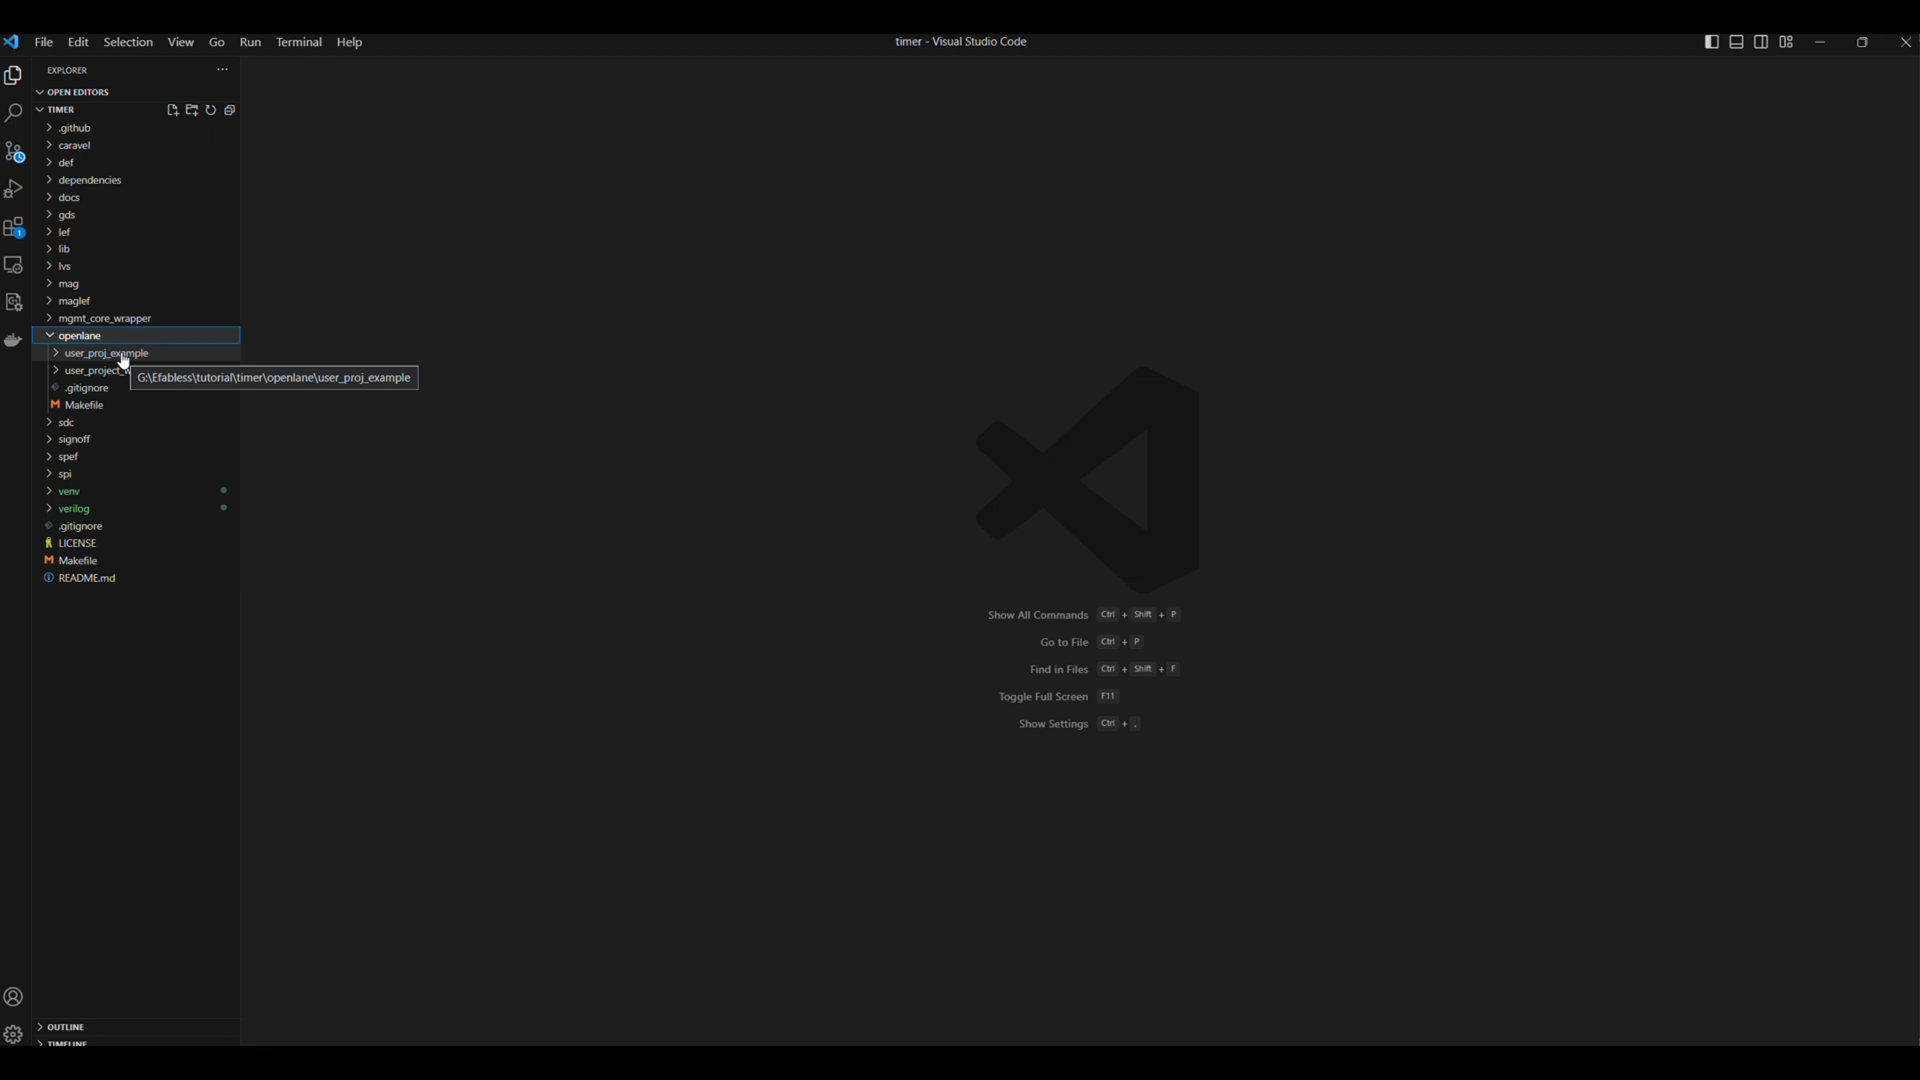 File Edit Selection View Go Run Terminal Help
timer - Visual Studio Code
EXPLORER
OPEN EDITORS
TIMER
.github
caravel
def
dependencies
docs
gds
lef
lib
lvs
mag
maglef
mgmt_core_wrapper
openlane
user_proj_example
user_project_w
G:\Efabless\tutorial\timer\openlane\user_proj_example
.gitignore
M Makefile
sdc
signoff
spef
spi
venv
verilog
.gitignore
LICENSE
M Makefile
README.md
1
Show All Commands Ctrl + Shift + P
Go to File Ctrl + P
Find in Files Ctrl + Shift + F
Toggle Full Screen F11
Show Settings Ctrl + ,
OUTLINE
TIMELINE